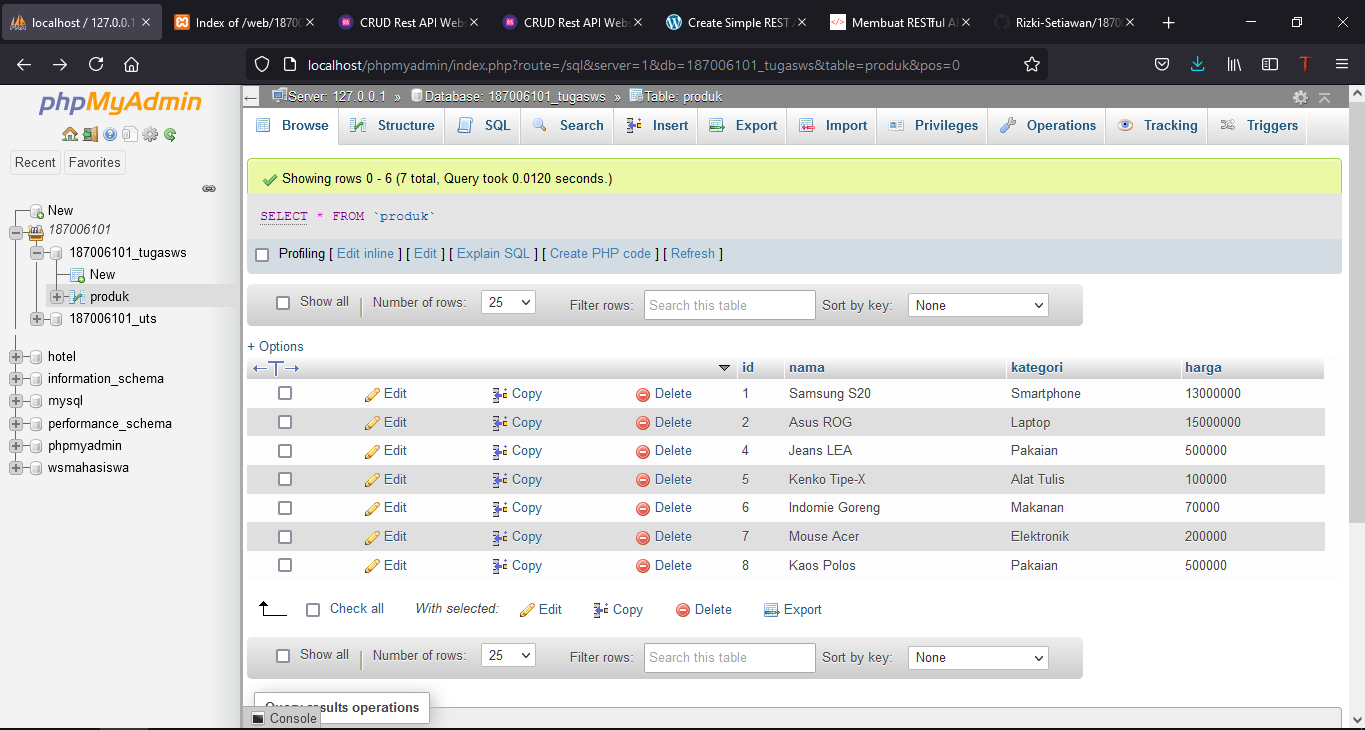 localhost / 127.0.0.1
Index of /web/1870
CRUD Rest API Webs
CRUD Rest API Webs
Create Simple REST A
Membuat RESTful AP
Rizki-Setiawan/1870
localhost/phpmyadmin/index.php?route=/sql&server=1&db=187006101_tugasws&table=produk&pos=0
phpMyAdmin
Recent Favorites
New
187006101
187006101_tugasws
New
produk
187006101_uts
hotel
information_schema
mysql
performance_schema
phpmyadmin
wsmahasiswa
Server: 127.0.0.1 » Database: 187006101_tugasws » Table: produk
Browse Structure SQL Search Insert Export Import Privileges Operations Tracking Triggers
Showing rows 0 - 6 (7 total, Query took 0.0120 seconds.)
SELECT * FROM `produk`
Profiling [ Edit inline ] [ Edit ] [ Explain SQL ] [ Create PHP code ] [ Refresh ]
Show all Number of rows: 25 Filter rows: Search this table Sort by key: None
+ Options
id nama kategori harga
Edit Copy Delete 1 Samsung S20 Smartphone 13000000
Edit Copy Delete 2 Asus ROG Laptop 15000000
Edit Copy Delete 4 Jeans LEA Pakaian 500000
Edit Copy Delete 5 Kenko Tipe-X Alat Tulis 100000
Edit Copy Delete 6 Indomie Goreng Makanan 70000
Edit Copy Delete 7 Mouse Acer Elektronik 200000
Edit Copy Delete 8 Kaos Polos Pakaian 500000
Check all With selected: Edit Copy Delete Export
Show all Number of rows: 25 Filter rows: Search this table Sort by key: None
Query results operations
Console